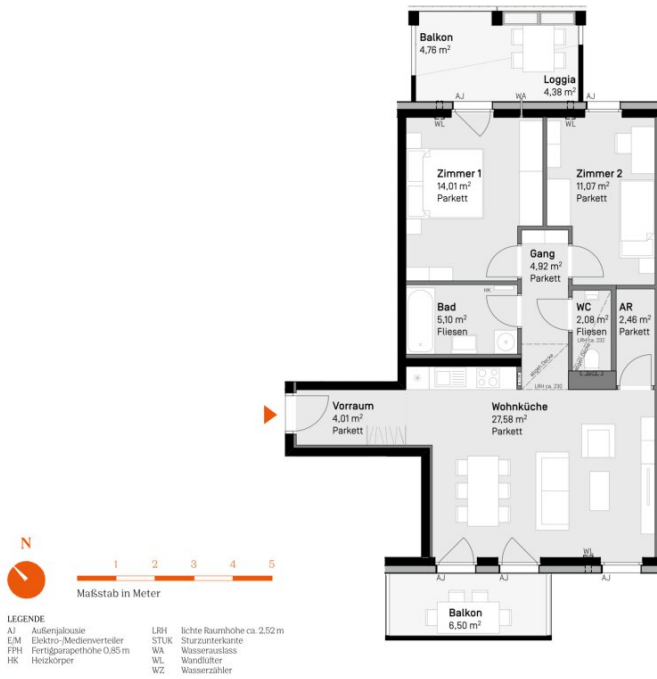 Balkon
4,76 m²
Loggia
4,38 m²
AJ
WA
AJ
WL
WL
Zimmer 1
14,01 m²
Parkett
Zimmer 2
11,07 m²
Parkett
Gang
4,92 m²
Parkett
HK
Bad
5,10 m²
Fliesen
WC
2,08 m²
Fliesen
LRH ca. 232
AR
2,46 m²
Parkett
LRH ca. 230
Vorraum
4,01 m²
Parkett
Wohnküche
27,58 m²
Parkett
WL
AJ
AJ
AJ
Balkon
6,50 m²
N
1 2 3 4 5
Maßstab in Meter
LEGENDE
AJ Außenjalousie
E/M Elektro-/Medienverteiler
FPH Fertigparapethöhe 0,85 m
HK Heizkörper
LRH lichte Raumhöhe ca. 2,52 m
STUK Sturzunterkante
WA Wasserauslass
WL Wandlüfter
WZ Wasserzähler